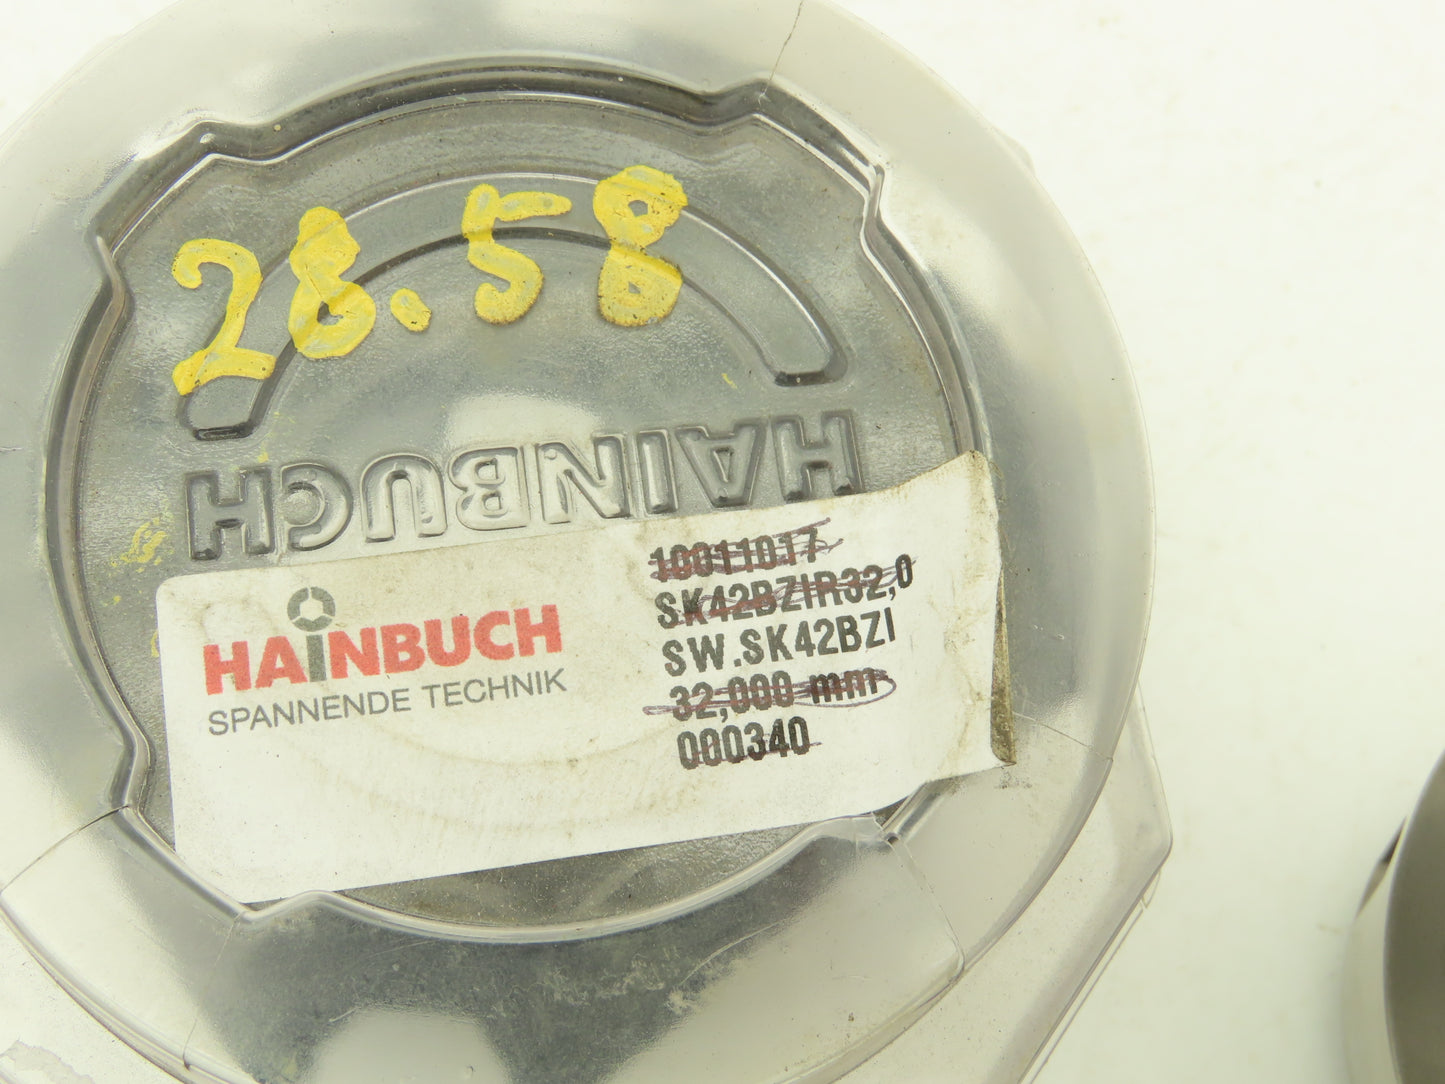 28.58
HAINBUCH
HAINBUCH
SPANNENDE TECHNIK
10011017
SK42BZIR32,0
SW.SK42BZI
32,000 mm
000340